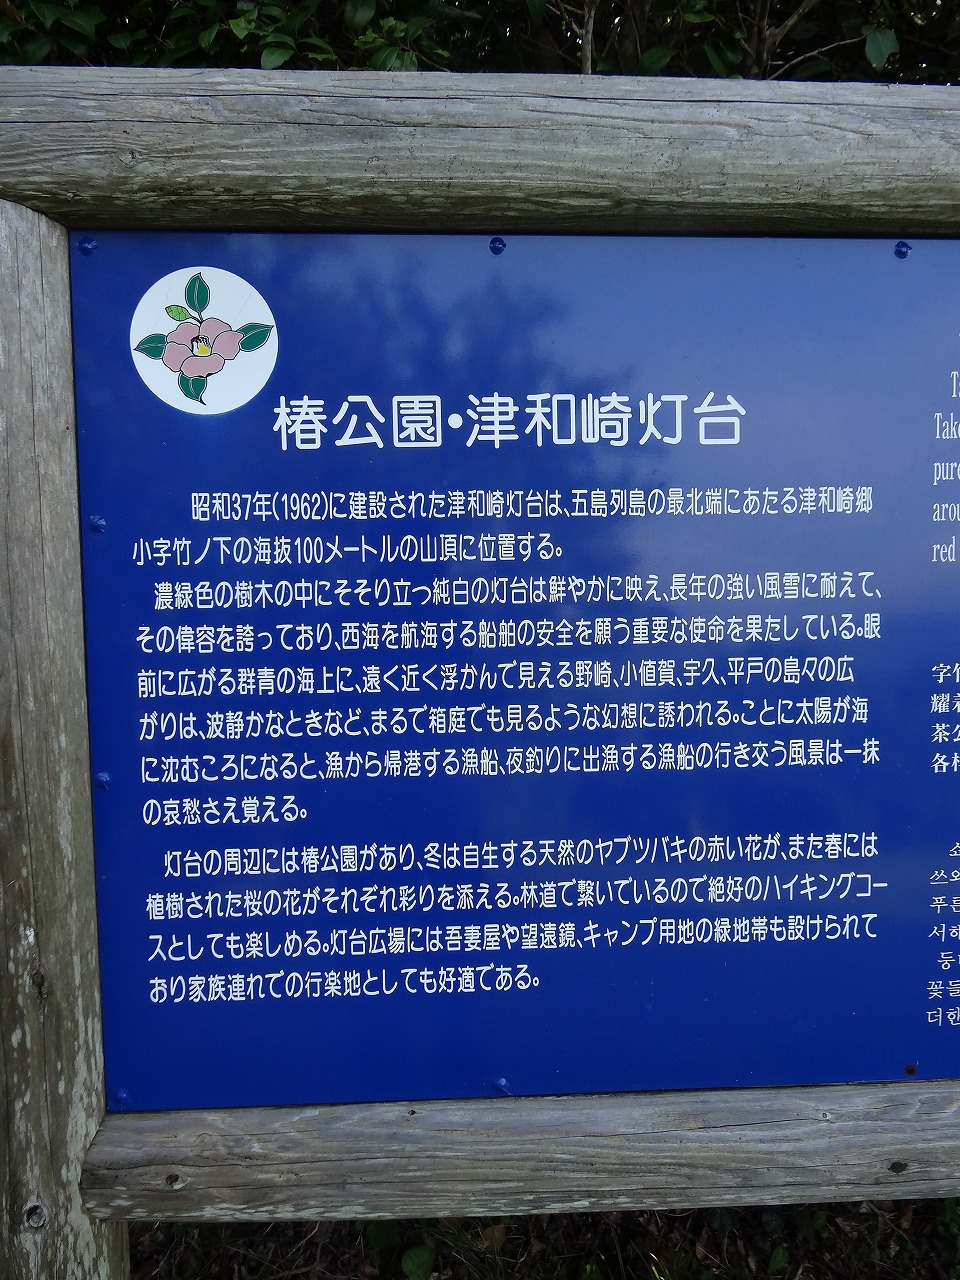 椿公園・津和崎灯台
昭和37年(1962)に建設された津和崎灯台は、五島列島の最北端にあたる津和崎郷
小字竹ノ下の海抜100メートルの山頂に位置する。
濃緑色の樹木の中にそそり立つ純白の灯台は鮮やかに映え、長年の強い風雪に耐えて、
その偉容を誇っており、西海を航海する船舶の安全を願う重要な使命を果たしている。眼
前に広がる群青の海上に、遠く近く浮かんで見える野崎、小値賀、宇久、平戸の島々の広
がりは、波静かなときなど、まるで箱庭でも見るような幻想に誘われる。ことに太陽が海
に沈むころになると、漁から帰港する漁船、夜釣りに出漁する漁船の行き交う風景は一抹
の哀愁さえ覚える。
灯台の周辺には椿公園があり、冬は自生する天然のヤブツバキの赤い花が、また春には
植樹された桜の花がそれぞれ彩りを添える。林道で繋いでいるので絶好のハイキングコー
スとしても楽しめる。灯台広場には吾妻屋や望遠鏡、キャンプ用地の緑地帯も設けられて
おり家族連れでの行楽地としても好適である。
pure
red
字竹
各
푸른
서해
꽃들
더한